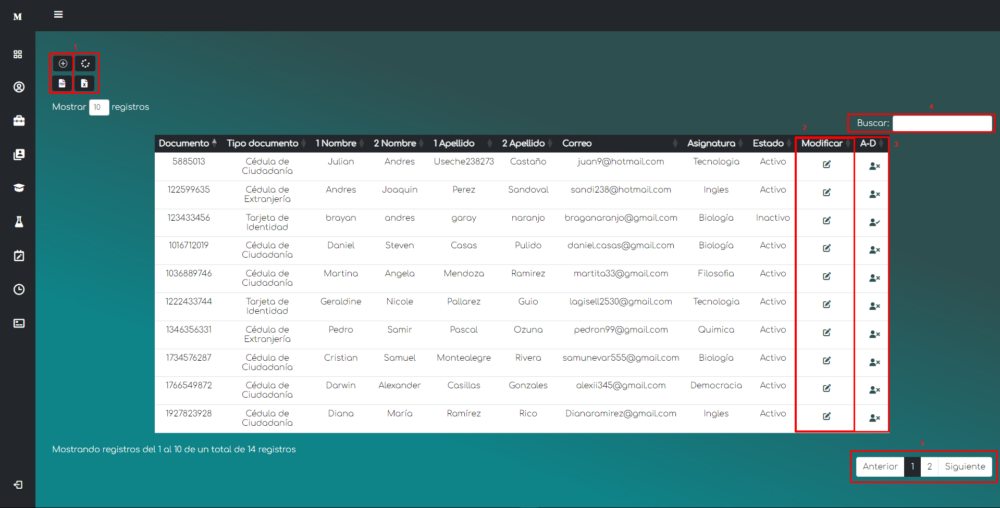 M
1
PDF
X
Mostrar 10 registros
4
Buscar:
2
3
Documento Tipo documento 1 Nombre 2 Nombre 1 Apellido 2 Apellido Correo Asignatura Estado Modificar A-D
5885013 Cédula de Ciudadanía Julian Andres Useche238273 Castaño juan9@hotmail.com Tecnologia Activo
122599635 Cédula de Extranjería Andres Joaquin Perez Sandoval sandi238@hotmail.com Ingles Activo
123433456 Tarjeta de Identidad brayan andres garay naranjo braganaranjo@gmail.com Biología Inactivo
1016712019 Cédula de Ciudadanía Daniel Steven Casas Pulido daniel.casas@gmail.com Biología Activo
1036889746 Cédula de Ciudadanía Martina Angela Mendoza Ramirez martita33@gmail.com Filosofia Activo
1222433744 Tarjeta de Identidad Geraldine Nicole Pallarez Guio lagisell2530@gmail.com Tecnologia Activo
1346356331 Cédula de Extranjería Pedro Samir Pascal Ozuna pedron99@gmail.com Quimica Activo
1734576287 Cédula de Ciudadanía Cristian Samuel Montealegre Rivera samunevar555@gmail.com Biología Activo
1766549872 Cédula de Ciudadanía Darwin Alexander Casillas Gonzales alexii345@gmail.com Democracia Activo
1927823928 Cédula de Ciudadanía Diana María Ramírez Rico Dianaramirez@gmail.com Ingles Activo
Mostrando registros del 1 al 10 de un total de 14 registros
5
Anterior 1 2 Siguiente